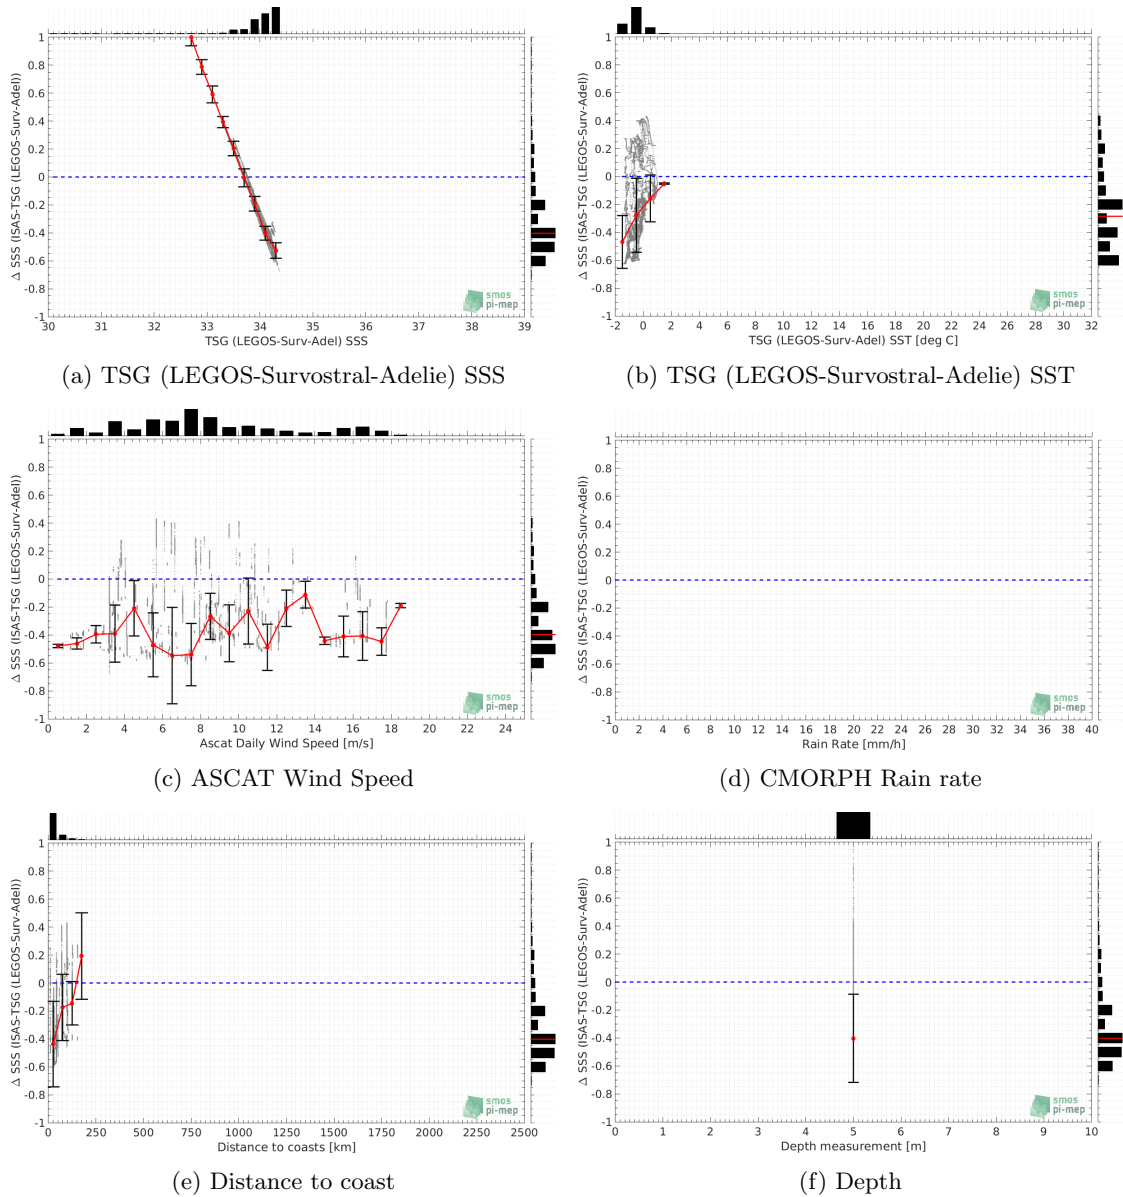 1
0.8
0.6
0.4
0.2
0
-0.2
-0.4
-0.6
-0.8
-1
Δ SSS (ISAS-TSG (LEGOS-Surv-Adel))
30 31 32 33 34 35 36 37 38 39
TSG (LEGOS-Surv-Adel) SSS
smos
pi-mep
(a) TSG (LEGOS-Survostral-Adelie) SSS
1
0.8
0.6
0.4
0.2
0
-0.2
-0.4
-0.6
-0.8
-1
Δ SSS (ISAS-TSG (LEGOS-Surv-Adel))
-2 0 2 4 6 8 10 12 14 16 18 20 22 24 26 28 30 32
TSG (LEGOS-Surv-Adel) SST [deg C]
smos
pi-mep
(b) TSG (LEGOS-Survostral-Adelie) SST
1
0.8
0.6
0.4
0.2
0
-0.2
-0.4
-0.6
-0.8
-1
Δ SSS (ISAS-TSG (LEGOS-Surv-Adel))
0 2 4 6 8 10 12 14 16 18 20 22 24
Ascat Daily Wind Speed [m/s]
smos
pi-mep
(c) ASCAT Wind Speed
1
0.8
0.6
0.4
0.2
0
-0.2
-0.4
-0.6
-0.8
-1
Δ SSS (ISAS-TSG (LEGOS-Surv-Adel))
0 2 4 6 8 10 12 14 16 18 20 22 24 26 28 30 32 34 36 38 40
Rain Rate [mm/h]
smos
pi-mep
(d) CMORPH Rain rate
1
0.8
0.6
0.4
0.2
0
-0.2
-0.4
-0.6
-0.8
-1
Δ SSS (ISAS-TSG (LEGOS-Surv-Adel))
0 250 500 750 1000 1250 1500 1750 2000 2250 2500
Distance to coasts [km]
smos
pi-mep
(e) Distance to coast
1
0.8
0.6
0.4
0.2
0
-0.2
-0.4
-0.6
-0.8
-1
Δ SSS (ISAS-TSG (LEGOS-Surv-Adel))
0 1 2 3 4 5 6 7 8 9 10
Depth measurement [m]
smos
pi-mep
(f) Depth